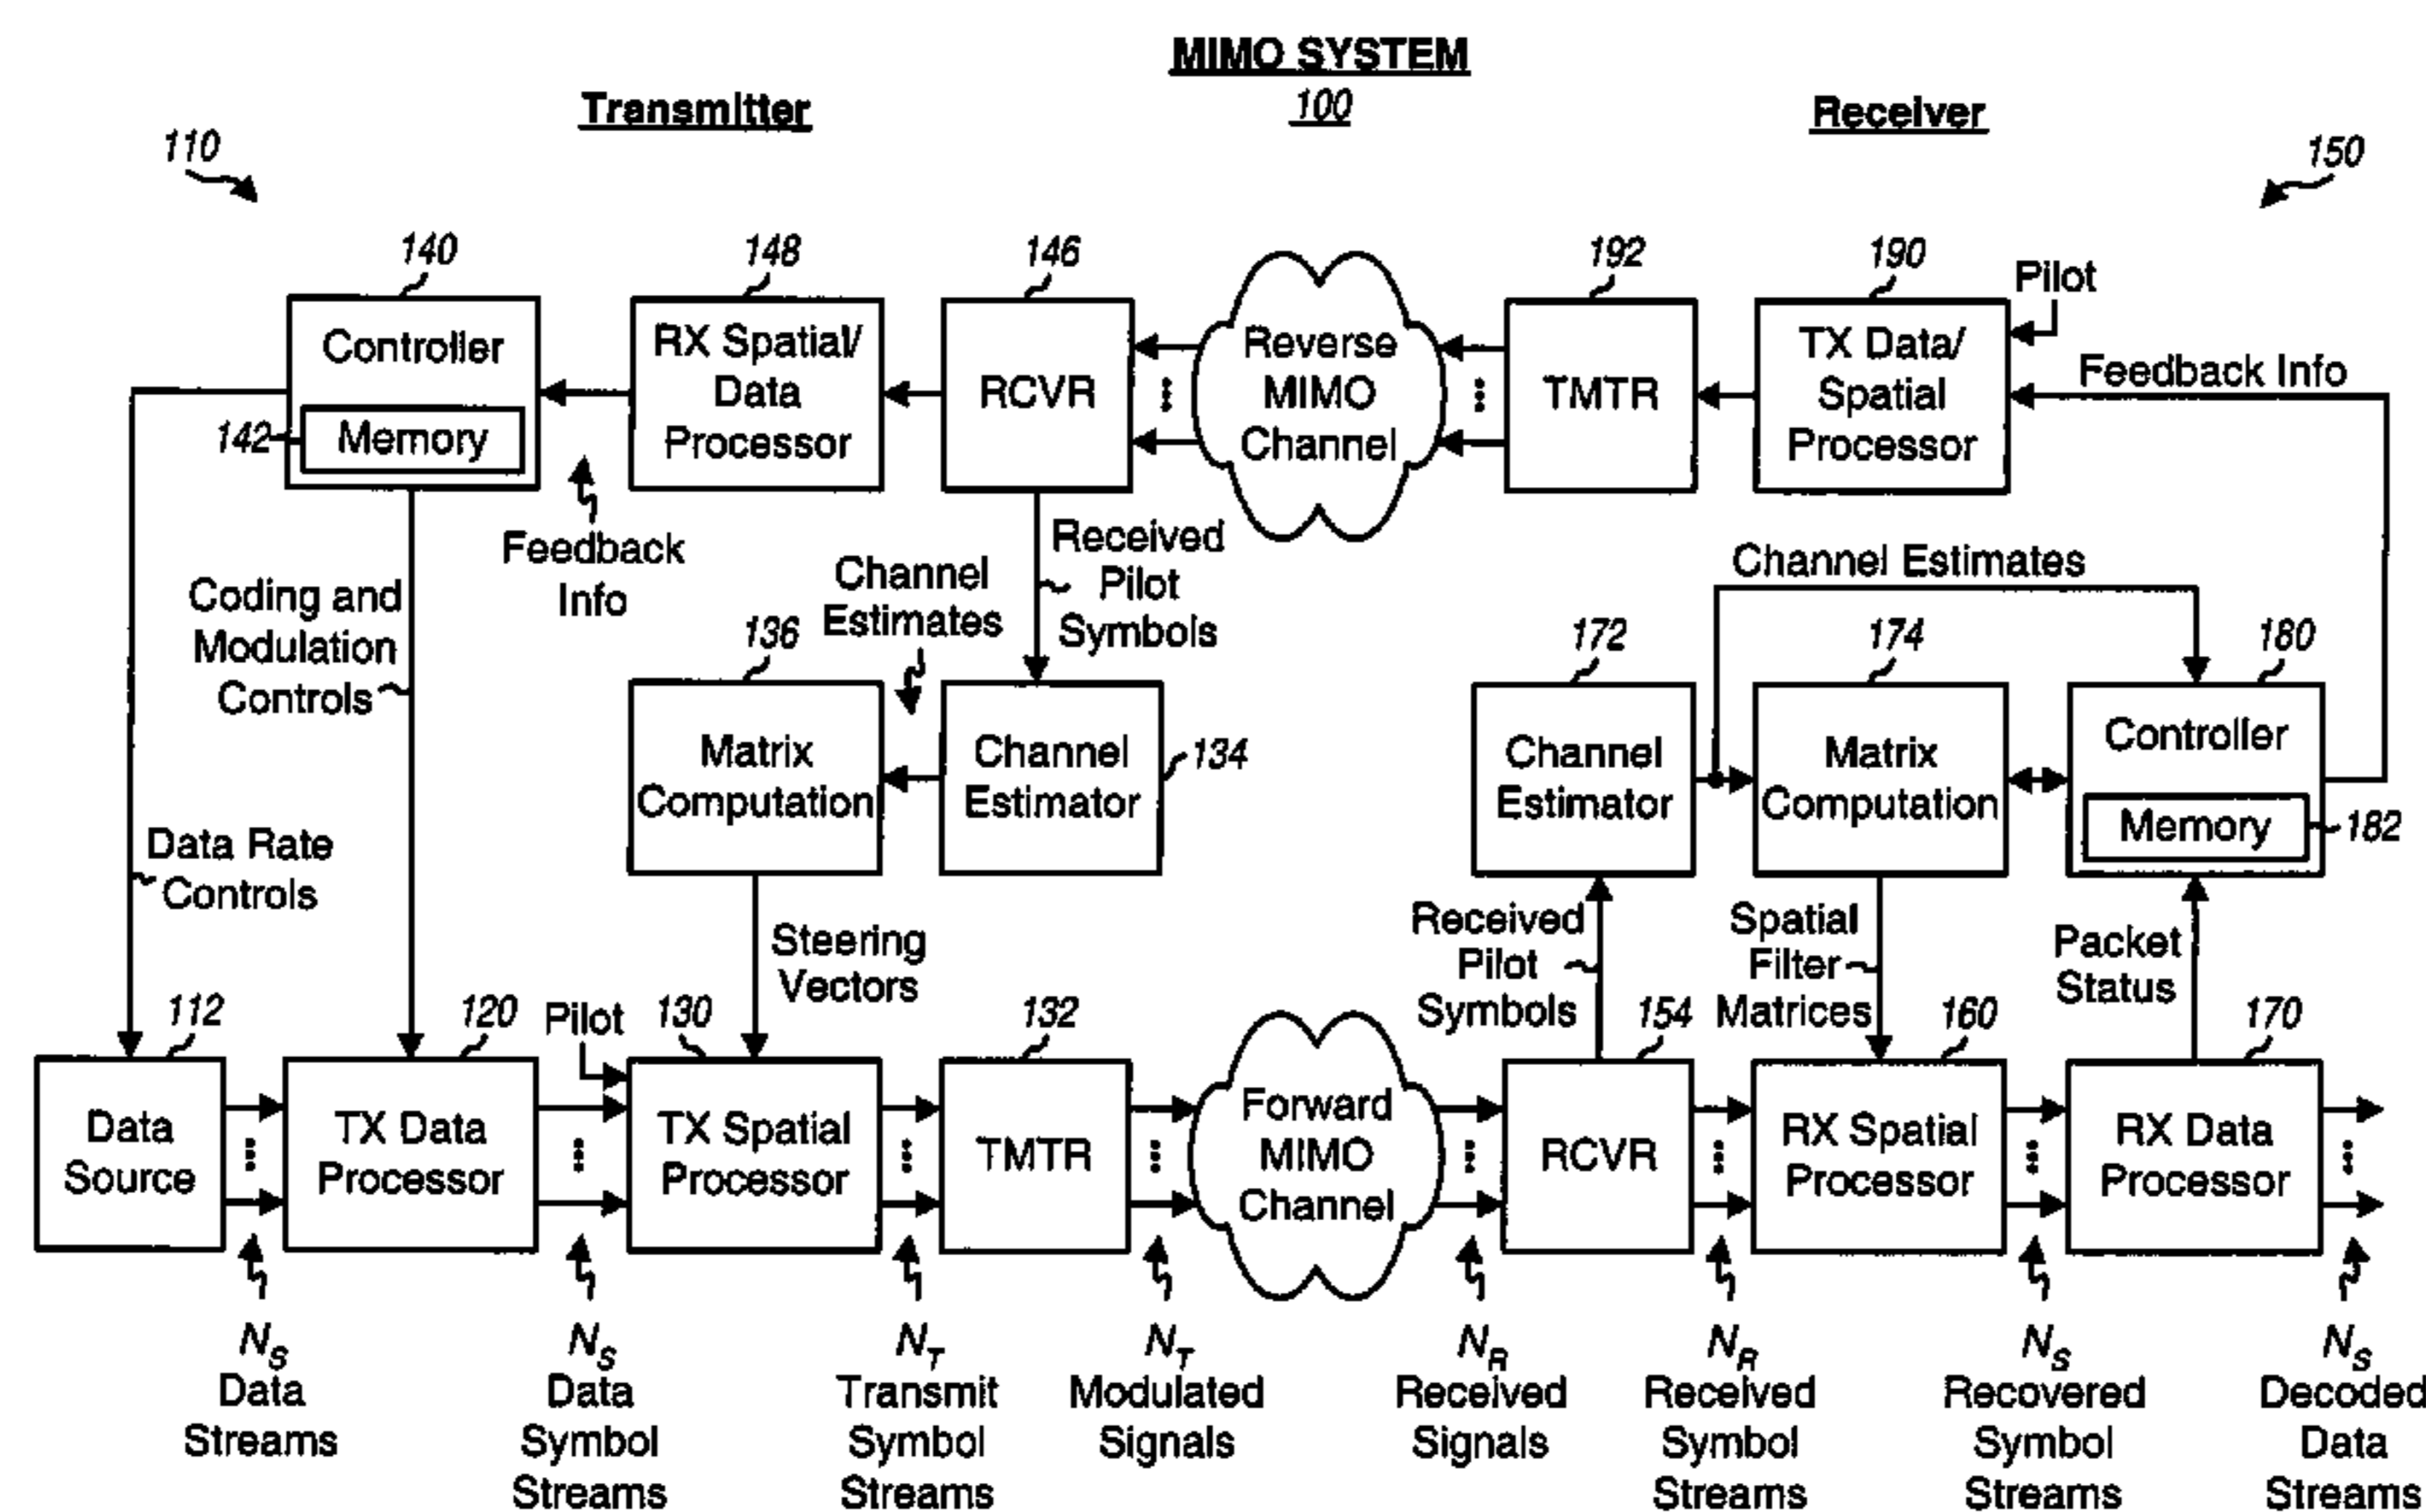 MIMO SYSTEM
100
Transmitter
Receiver
110
150
140
148
146
192
190
Pilot
Controller
Memory
142
RX Spatial/
Data
Processor
RCVR
Reverse
MIMO
Channel
TMTR
TX Data/
Spatial
Processor
Feedback Info
Feedback
Info
Received
Pilot
Symbols
Channel
Estimates
Channel Estimates
Coding and
Modulation
Controls
136
172
174
180
Matrix
Computation
Channel
Estimator
134
Channel
Estimator
Matrix
Computation
Controller
Memory
182
Data Rate
Controls
Steering
Vectors
Received
Pilot
Symbols
Spatial
Filter
Matrices
Packet
Status
112
120
Pilot
130
132
154
160
170
Data
Source
TX Data
Processor
TX Spatial
Processor
TMTR
Forward
MIMO
Channel
RCVR
RX Spatial
Processor
RX Data
Processor
NS
Data
Streams
NS
Data
Symbol
Streams
NT
Transmit
Symbol
Streams
NT
Modulated
Signals
NR
Received
Signals
NR
Received
Symbol
Streams
NS
Recovered
Symbol
Streams
NS
Decoded
Data
Streams